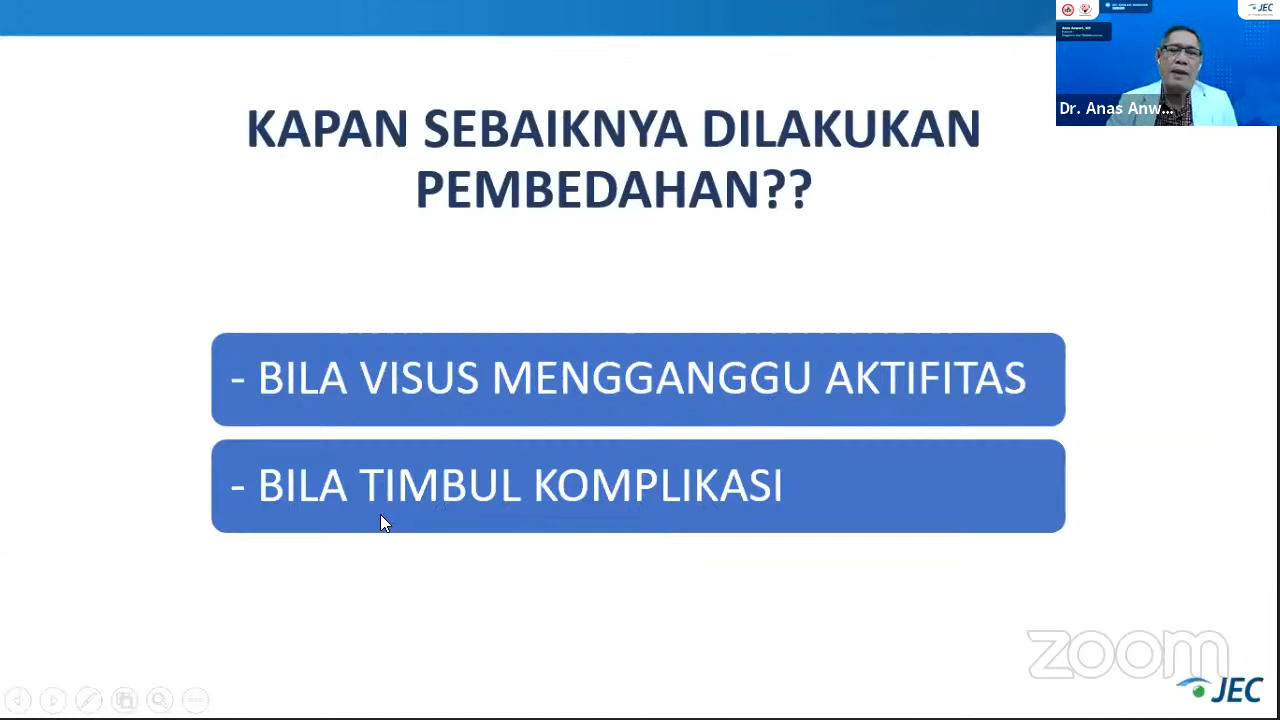 KAPAN SEBAIKNYA DILAKUKAN
PEMBEDAHAN??
- BILA VISUS MENGGANGGU AKTIFITAS
- BILA TIMBUL KOMPLIKASI
Dr. Anas Anw...
JEC
zoom
JEC